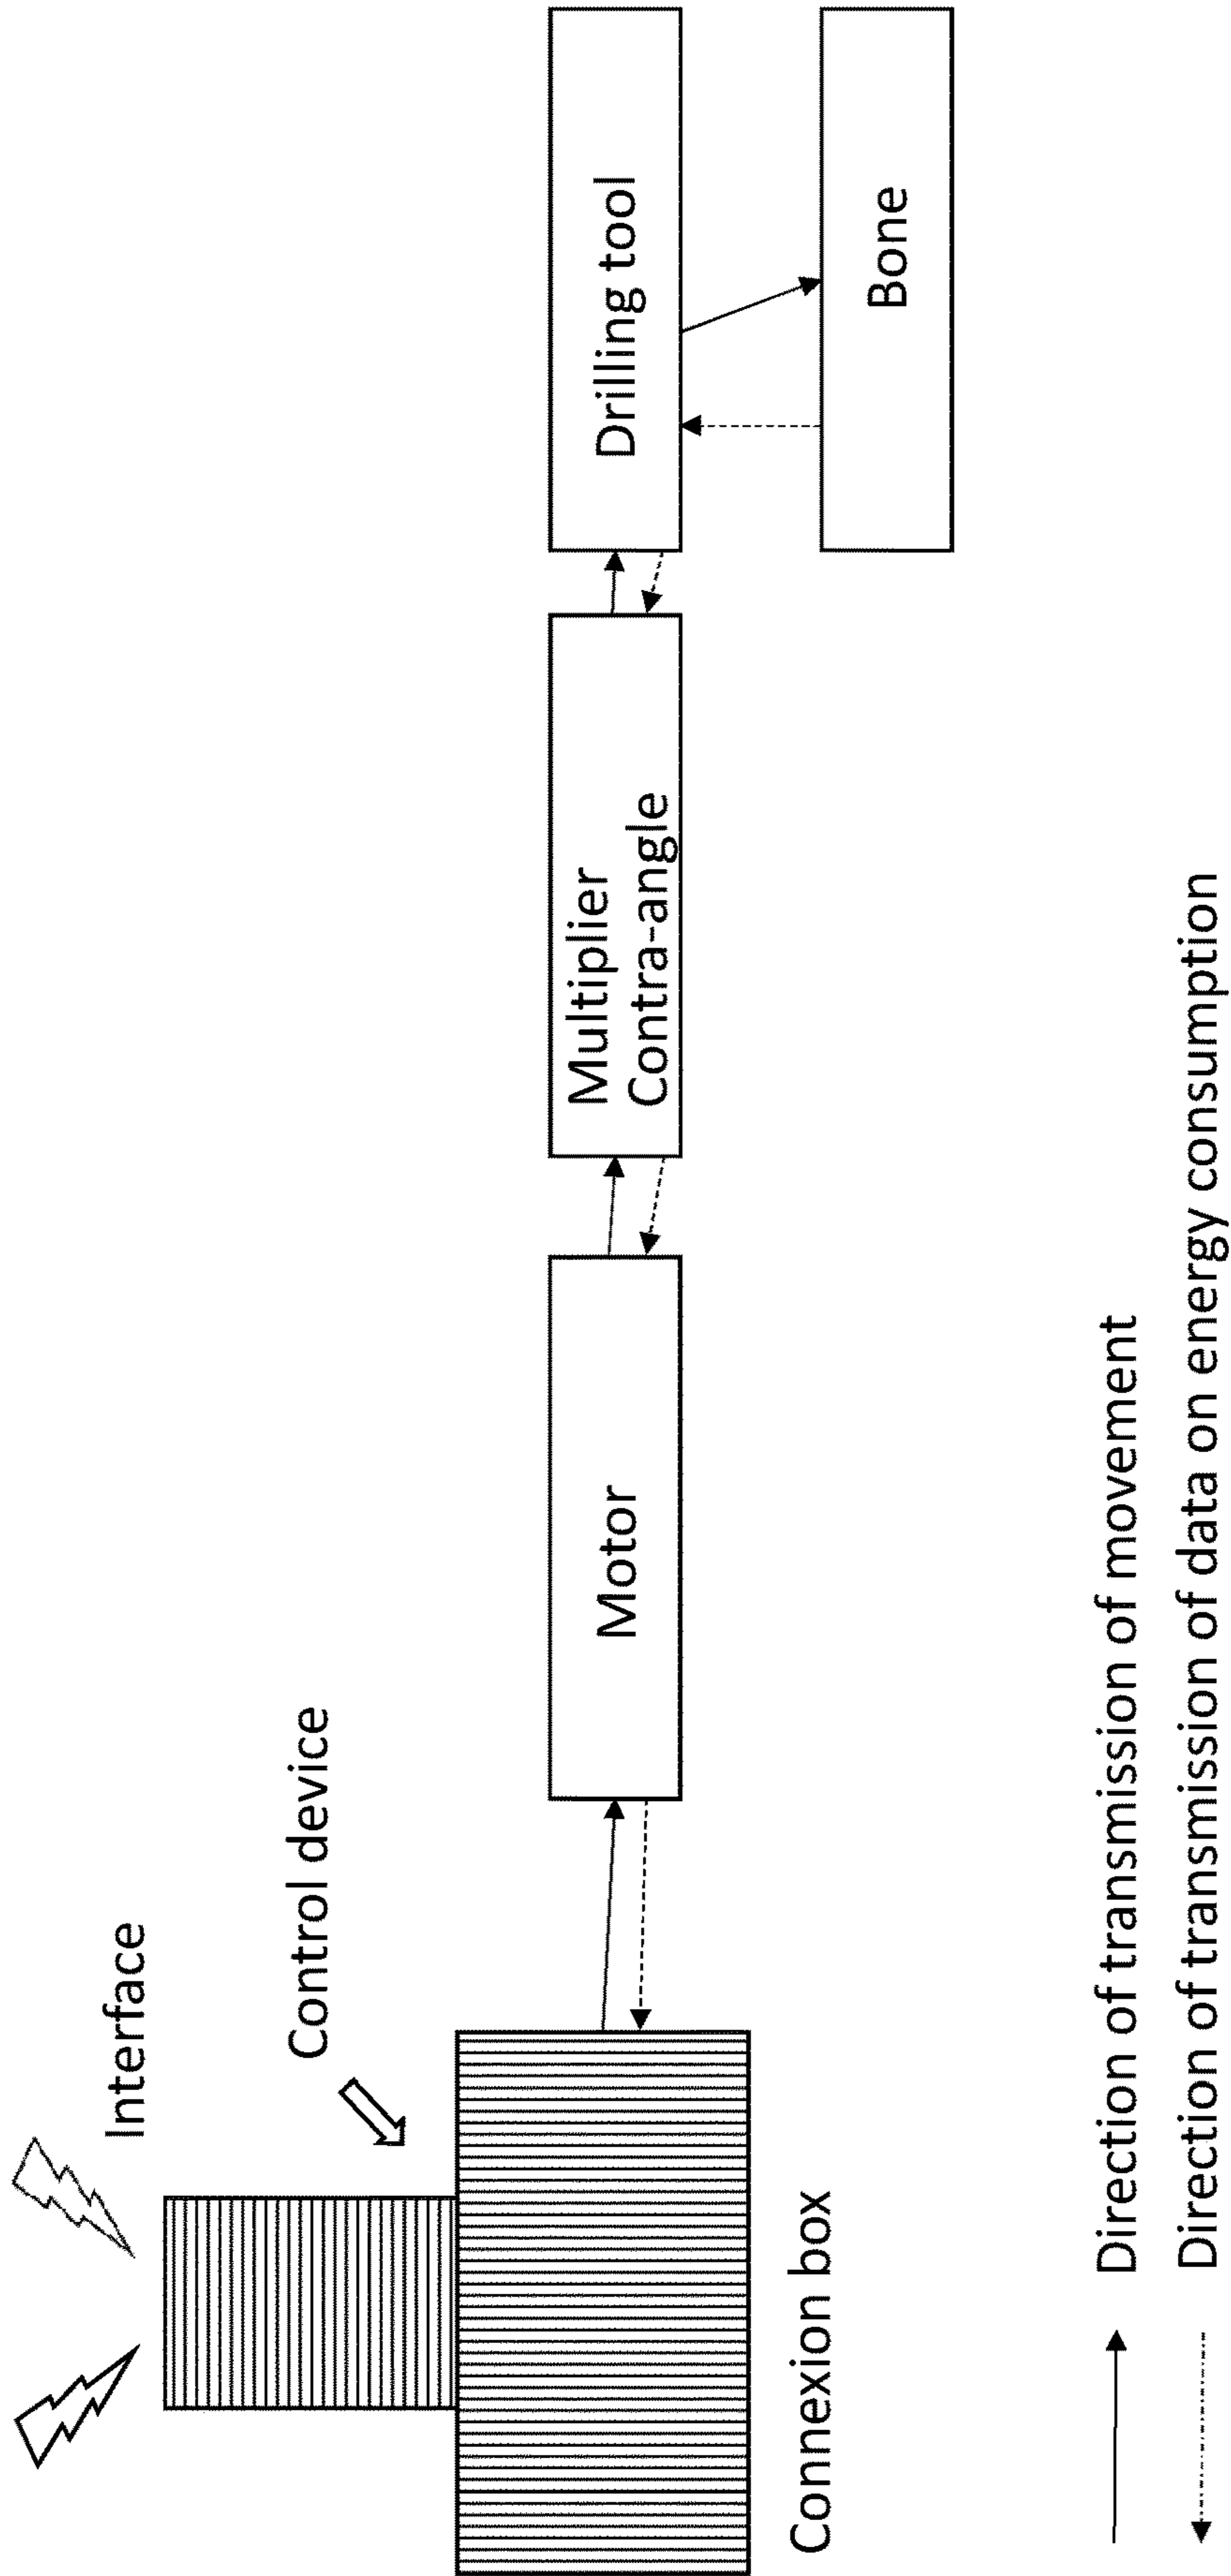 Interface
Control device
Connexion box
Motor
Multiplier
Contra-angle
Drilling tool
Bone
Direction of transmission of movement
Direction of transmission of data on energy consumption